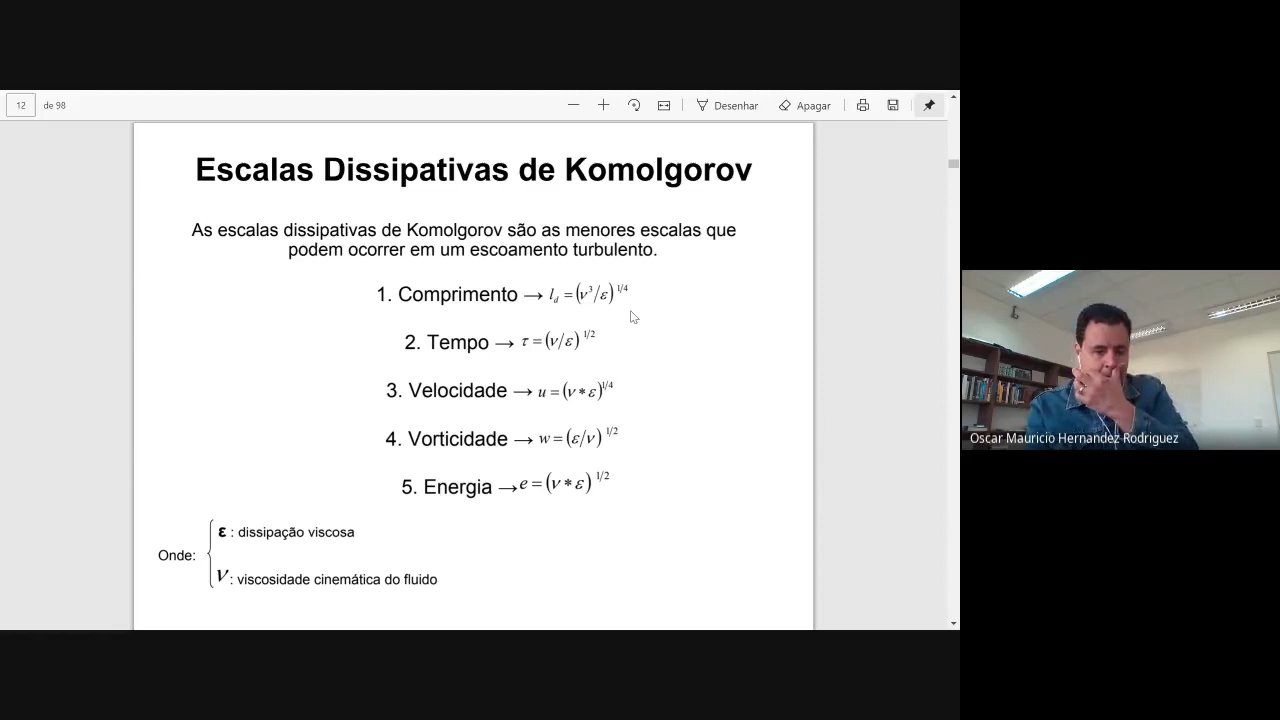 12 de 98 Desenhar Apagar
Escalas Dissipativas de Komolgorov
As escalas dissipativas de Komolgorov são as menores escalas que
podem ocorrer em um escoamento turbulento.
1. Comprimento → l_d = (ν³/ε)^1/4
2. Tempo → τ = (ν/ε)^1/2
3. Velocidade → u = (ν * ε)^1/4
4. Vorticidade → w = (ε/ν)^1/2
5. Energia → e = (ν * ε)^1/2
Onde:
ε : dissipação viscosa
ν : viscosidade cinemática do fluido
Oscar Mauricio Hernandez Rodriguez